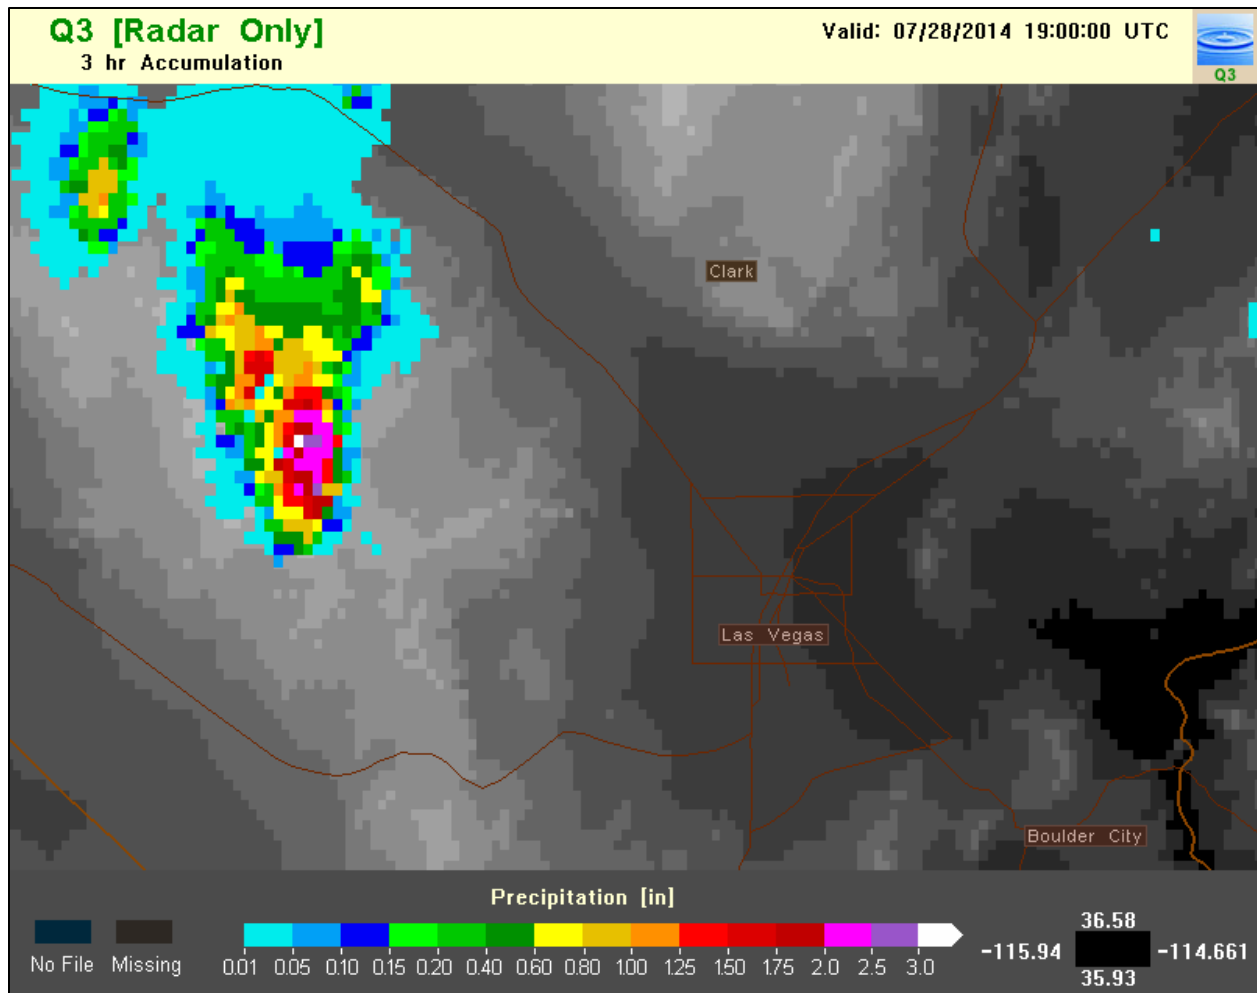 Q3 [Radar Only]
3 hr Accumulation
Valid: 07/28/2014 19:00:00 UTC
Q3
Clark
Las Vegas
Boulder City
Precipitation [in]
No File Missing
0.01 0.05 0.10 0.15 0.20 0.40 0.60 0.80 1.00 1.25 1.50 1.75 2.0 2.5 3.0
36.58
-115.94 -114.661
35.93